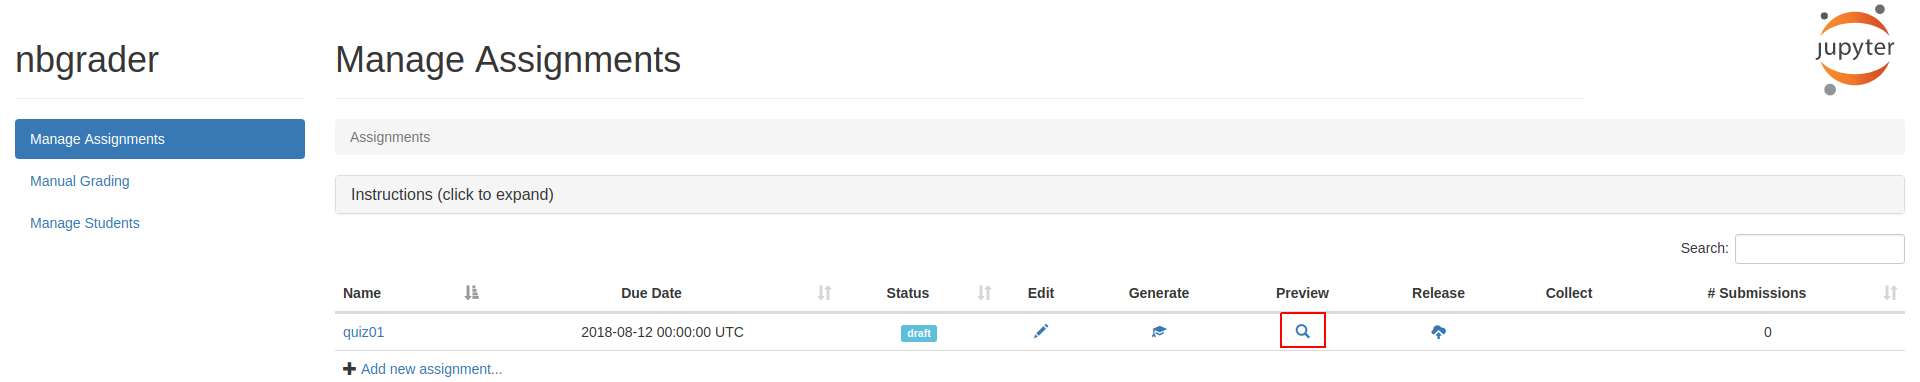 nbgrader
Manage Assignments
jupyter
Manage Assignments
Manual Grading
Manage Students
Assignments
Instructions (click to expand)
Search:
Name Due Date Status Edit Generate Preview Release Collect # Submissions
quiz01 2018-08-12 00:00:00 UTC draft 0
Add new assignment...